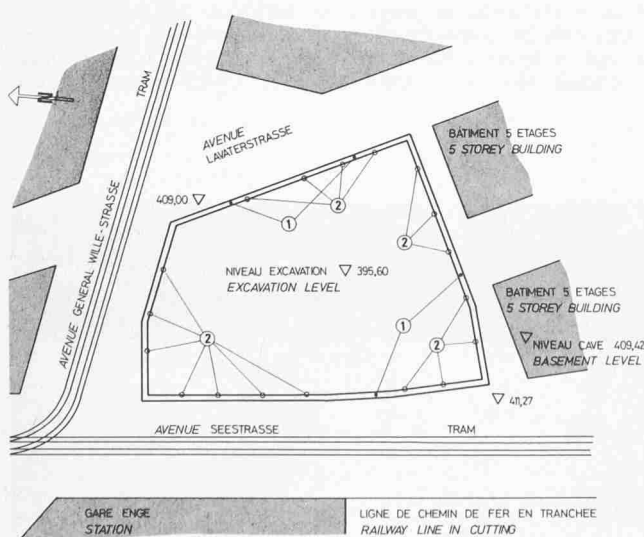 N
TRAM
AVENUE
LAVATERSTRASSE
BATIMENT 5 ETAGES
5 STOREY BUILDING
409,00
AVENUE GENERAL WILLE-STRASSE
1
2
2
NIVEAU EXCAVATION 395,60
EXCAVATION LEVEL
BATIMENT 5 ETAGES
5 STOREY BUILDING
1
2
2
NIVEAU CAVE 409,42
BASEMENT LEVEL
411,27
AVENUE SEESTRASSE
TRAM
GARE ENGE
STATION
LIGNE DE CHEMIN DE FER EN TRANCHEE
RAILWAY LINE IN CUTTING